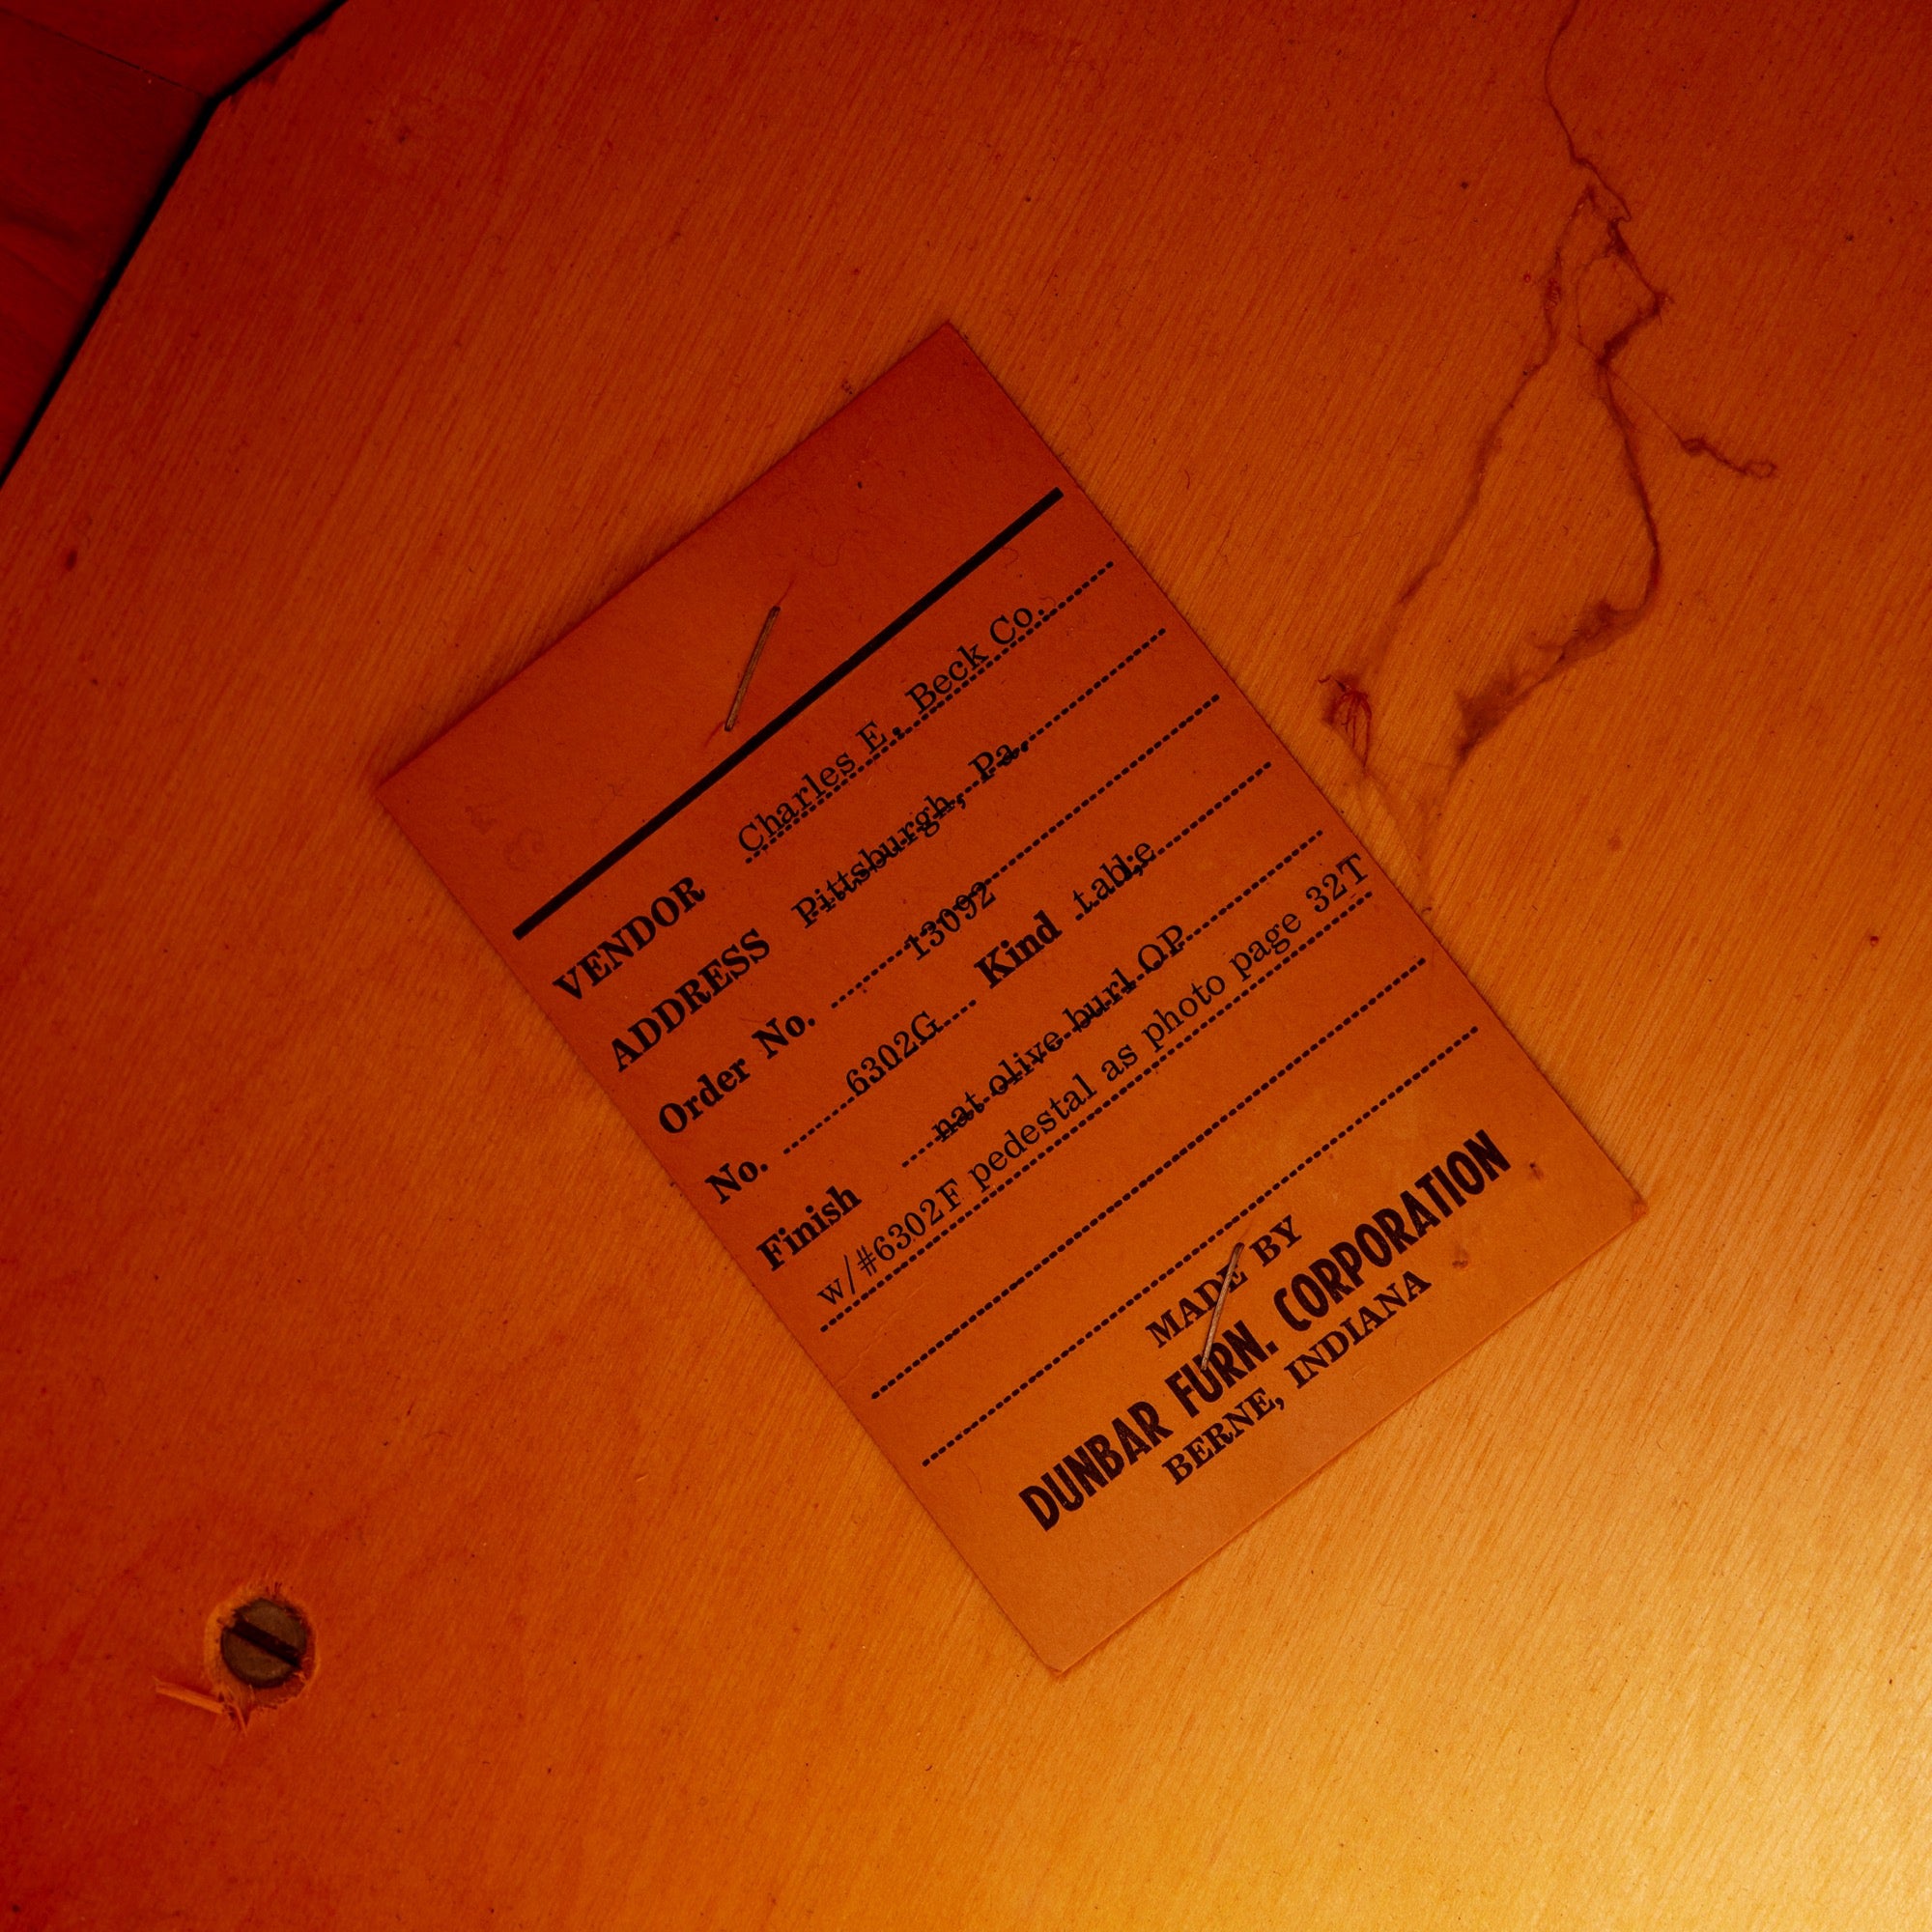 VENDOR Charles E. Beck Co.
ADDRESS Pittsburgh, Pa.
Order No. 13092
No. 6302G Kind table
Finish nat olive burl OP
w/#6302F pedestal as photo page 32T
MADE BY
DUNBAR FURN. CORPORATION
BERNE, INDIANA